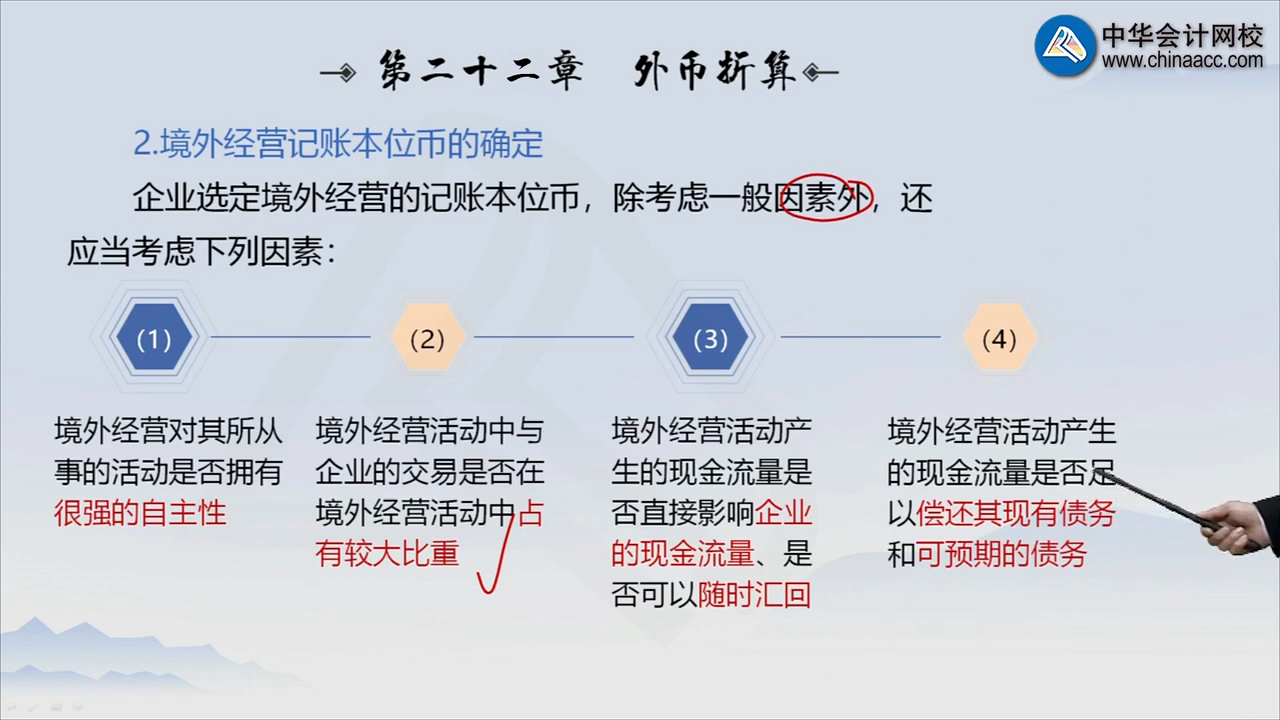 中华会计网校
www.chinaacc.com
第二十二章 外币折算
2.境外经营记账本位币的确定
企业选定境外经营的记账本位币，除考虑一般因素外，还
应当考虑下列因素：
（1）
境外经营对其所从
事的活动是否拥有
很强的自主性
（2）
境外经营活动中与
企业的交易是否在
境外经营活动中占
有较大比重
（3）
境外经营活动产
生的现金流量是
否直接影响企业
的现金流量、是
否可以随时汇回
（4）
境外经营活动产生
的现金流量是否足
以偿还其现有债务
和可预期的债务